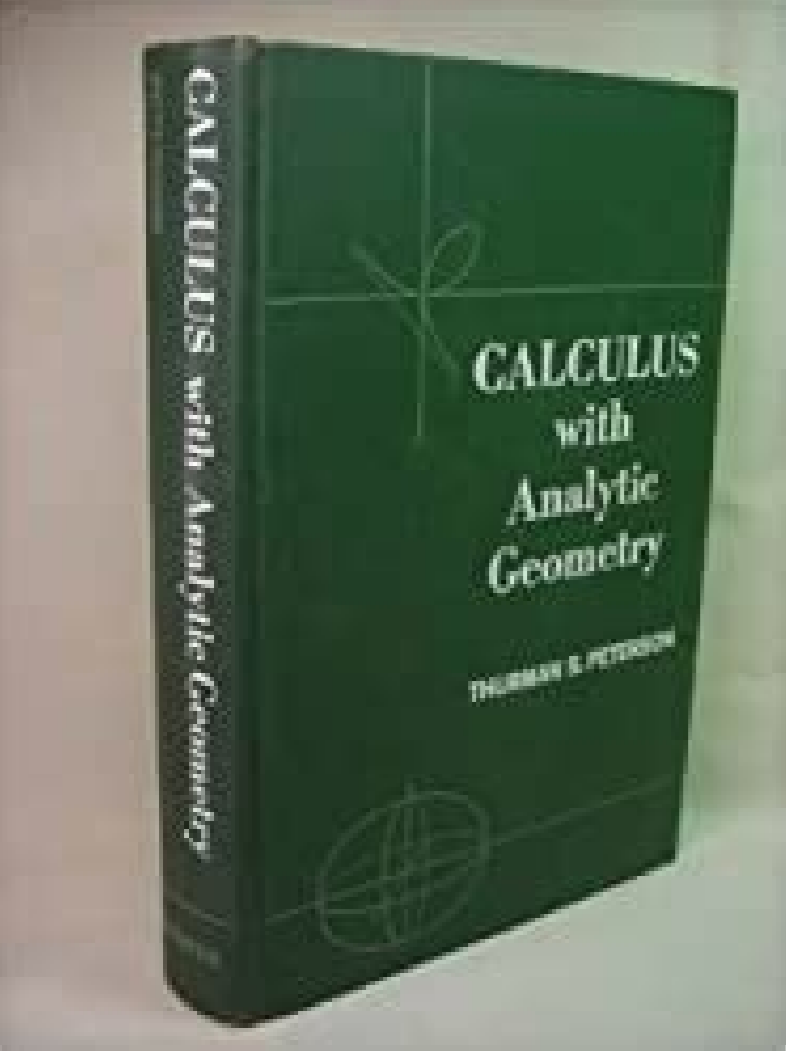 CALCULUS with Analytic Geometry
CALCULUS
with
Analytic
Geometry
THURMAN S. PETERSON